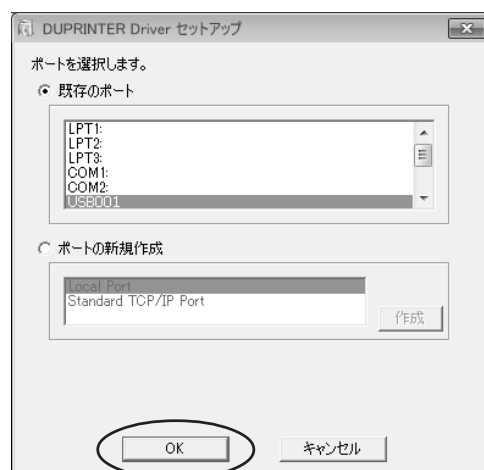 DUPRINTER Driver セットアップ
ポートを選択します。
既存のポート
LPT1:
LPT2:
LPT3:
COM1:
COM2:
USB001
ポートの新規作成
Local Port
Standard TCP/IP Port
作成
OK キャンセル